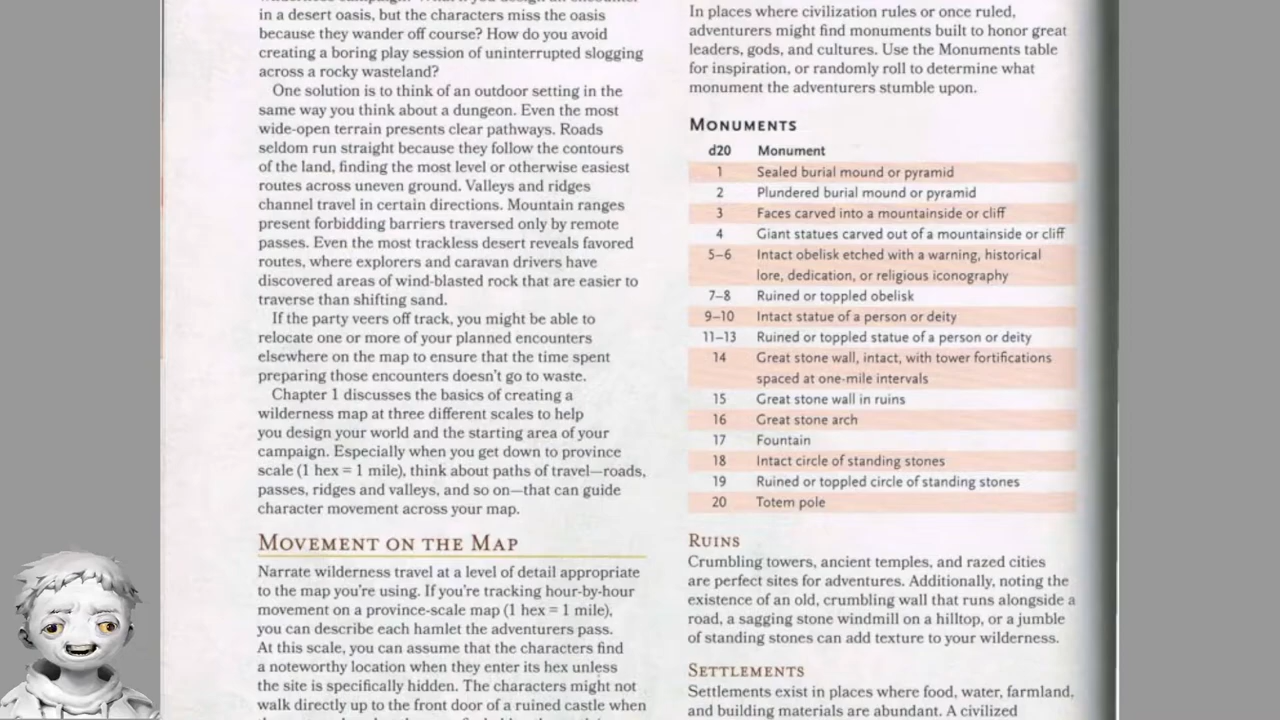 in a desert oasis, but the characters miss the oasis
because they wander off course? How do you avoid
creating a boring play session of uninterrupted slogging
across a rocky wasteland?
One solution is to think of an outdoor setting in the
same way you think about a dungeon. Even the most
wide-open terrain presents clear pathways. Roads
seldom run straight because they follow the contours
of the land, finding the most level or otherwise easiest
routes across uneven ground. Valleys and ridges
channel travel in certain directions. Mountain ranges
present forbidding barriers traversed only by remote
passes. Even the most trackless desert reveals favored
routes, where explorers and caravan drivers have
discovered areas of wind-blasted rock that are easier to
traverse than shifting sand.
If the party veers off track, you might be able to
relocate one or more of your planned encounters
elsewhere on the map to ensure that the time spent
preparing those encounters doesn't go to waste.
Chapter 1 discusses the basics of creating a
wilderness map at three different scales to help
you design your world and the starting area of your
campaign. Especially when you get down to province
scale (1 hex = 1 mile), think about paths of travel—roads,
passes, ridges and valleys, and so on—that can guide
character movement across your map.
Movement on the Map
Narrate wilderness travel at a level of detail appropriate
to the map you're using. If you're tracking hour-by-hour
movement on a province-scale map (1 hex = 1 mile),
you can describe each hamlet the adventurers pass.
At this scale, you can assume that the characters find
a noteworthy location when they enter its hex unless
the site is specifically hidden. The characters might not
walk directly up to the front door of a ruined castle when
In places where civilization rules or once ruled,
adventurers might find monuments built to honor great
leaders, gods, and cultures. Use the Monuments table
for inspiration, or randomly roll to determine what
monument the adventurers stumble upon.
Monuments
d20 Monument
1 Sealed burial mound or pyramid
2 Plundered burial mound or pyramid
3 Faces carved into a mountainside or cliff
4 Giant statues carved out of a mountainside or cliff
5–6 Intact obelisk etched with a warning, historical
lore, dedication, or religious iconography
7–8 Ruined or toppled obelisk
9–10 Intact statue of a person or deity
11–13 Ruined or toppled statue of a person or deity
14 Great stone wall, intact, with tower fortifications
spaced at one-mile intervals
15 Great stone wall in ruins
16 Great stone arch
17 Fountain
18 Intact circle of standing stones
19 Ruined or toppled circle of standing stones
20 Totem pole
Ruins
Crumbling towers, ancient temples, and razed cities
are perfect sites for adventures. Additionally, noting the
existence of an old, crumbling wall that runs alongside a
road, a sagging stone windmill on a hilltop, or a jumble
of standing stones can add texture to your wilderness.
Settlements
Settlements exist in places where food, water, farmland,
and building materials are abundant. A civilized